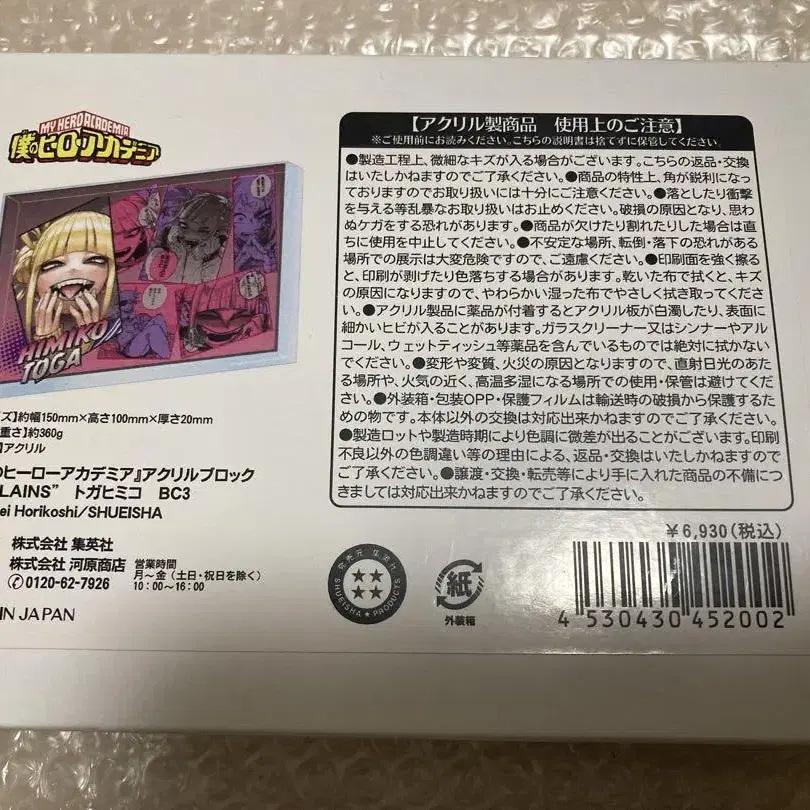 MY HERO ACADEMIA
僕のヒーローアカデミア
HIMIKO
TOGA
ズ】約幅150mm×高さ100mm×厚さ20mm
重さ】約360g
】アクリル
ヒーローアカデミア』アクリルブロック
LAINS” トガヒミコ BC3
ei Horikoshi/SHUEISHA
株式会社 集英社
株式会社 河原商店
0120-62-7926
営業時間
月〜金(土日・祝日を除く)
10:00〜16:00
IN JAPAN
【アクリル製商品 使用上のご注意】
※ご使用前にお読みください。こちらの説明書は捨てずに保管してください。
●製造工程上、微細なキズが入る場合がございます。こちらの返品・交換
はいたしかねますのでご了承ください。●商品の特性上、角が鋭利になっ
ておりますのでお取り扱いには十分にご注意ください。●落としたり衝撃
を与える等乱暴なお取り扱いはお止めください。破損の原因となり、思わ
ぬケガをする恐れがあります。●商品が欠けたり割れたりした場合は直
ちに使用を中止してください。●不安定な場所、転倒・落下の恐れがある
場所での展示は大変危険ですので、ご遠慮ください。●印刷面を強く擦る
と、印刷が剥げたり色落ちする場合があります。乾いた布で拭くと、キズ
の原因になりますので、やわらかい湿った布でやさしく拭き取ってください。
●アクリル製品に薬品が付着するとアクリル板が白濁したり、表面に
細かいヒビが入ることがあります。ガラスクリーナー又はシンナーやアル
コール、ウェットティッシュ等薬品を含んでいるものでは絶対に拭かない
でください。●変形や変質、火災の原因となりますので、直射日光のあた
る場所や、火気の近く、高温多湿になる場所での使用・保管は避けてくだ
さい。●外装箱・包装OPP・保護フィルムは輸送時の破損から保護するた
めの物です。本体以外の交換は対応出来かねますのでご了承ください。
●製造ロットや製造時期により色調に微差が出ることがございます。印刷
不良以外の色調違い等の理由による、返品・交換はいたしかねますので
ご了承ください。●譲渡・交換・転売等により手に入れた商品の不備につ
きましては対応出来かねますのでご了承ください。
¥6,930(税込)
発売元 集英社
SHUEISHA ★ PRODUCTS
紙
外装箱
4 530430 452002